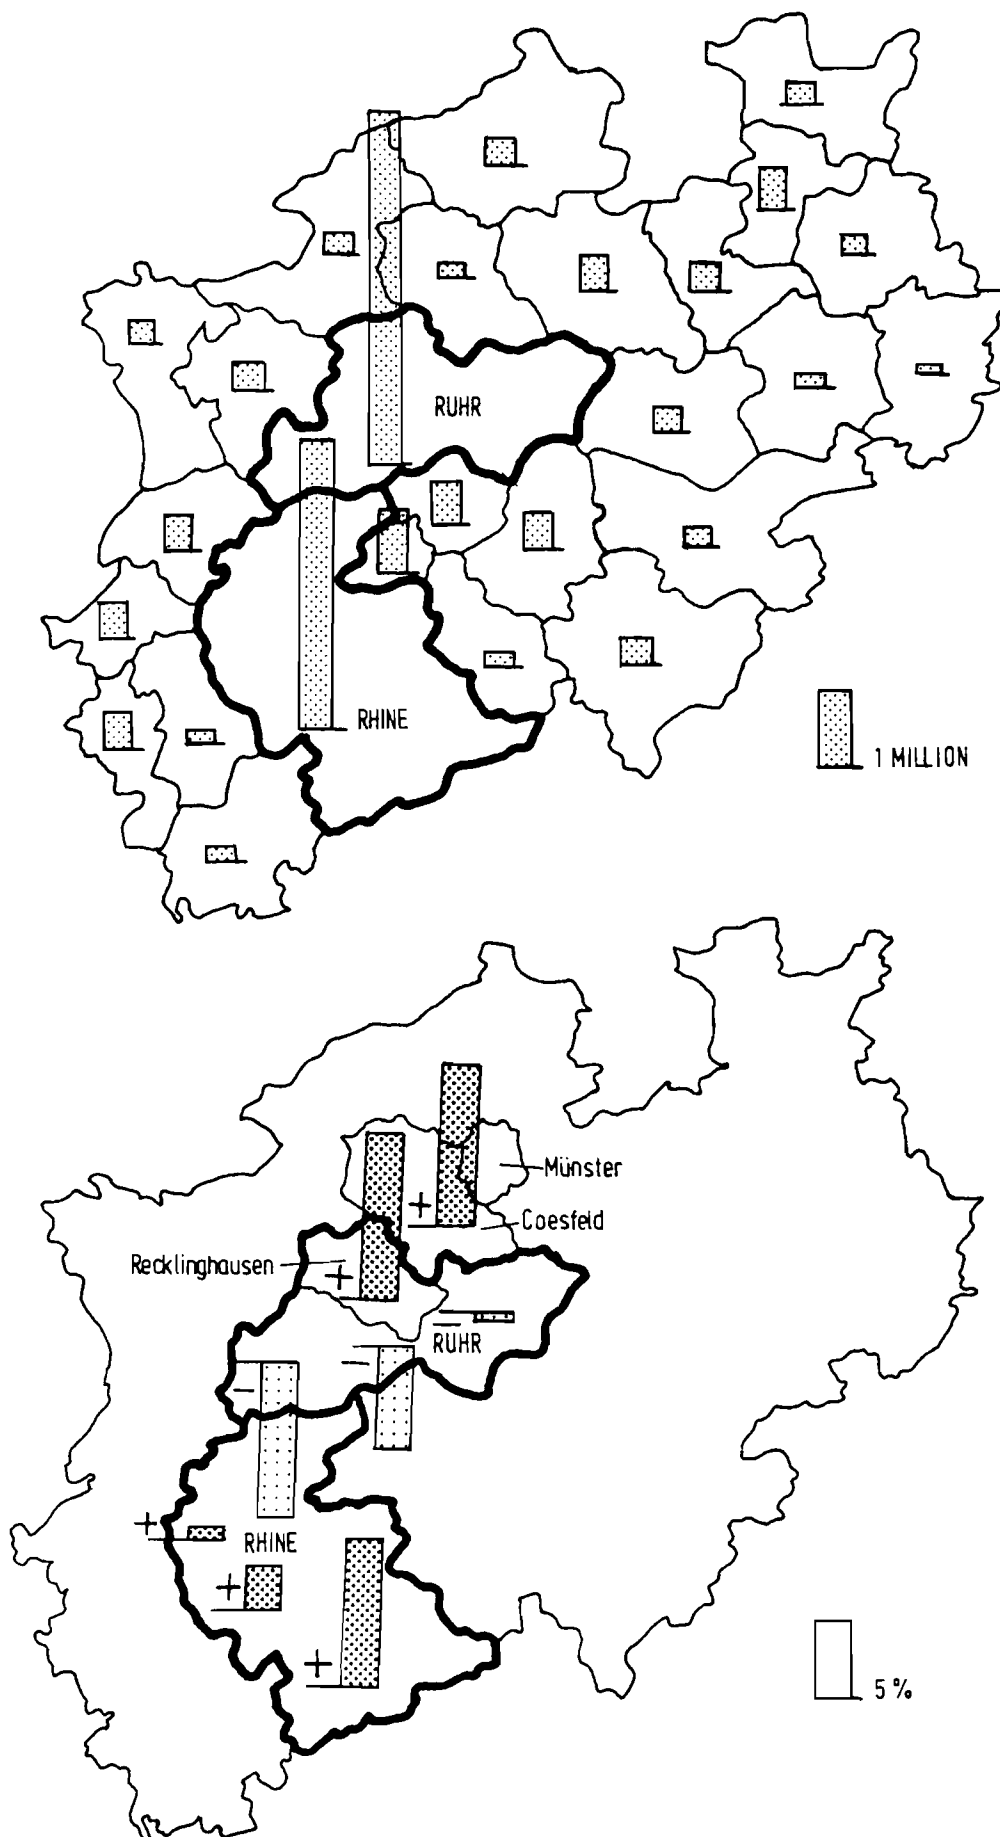 RUHR
RHINE
1 MILLION
Münster
+
Coesfeld
Recklinghausen
+
RUHR
−
−
−
+
RHINE
+
+
5 %